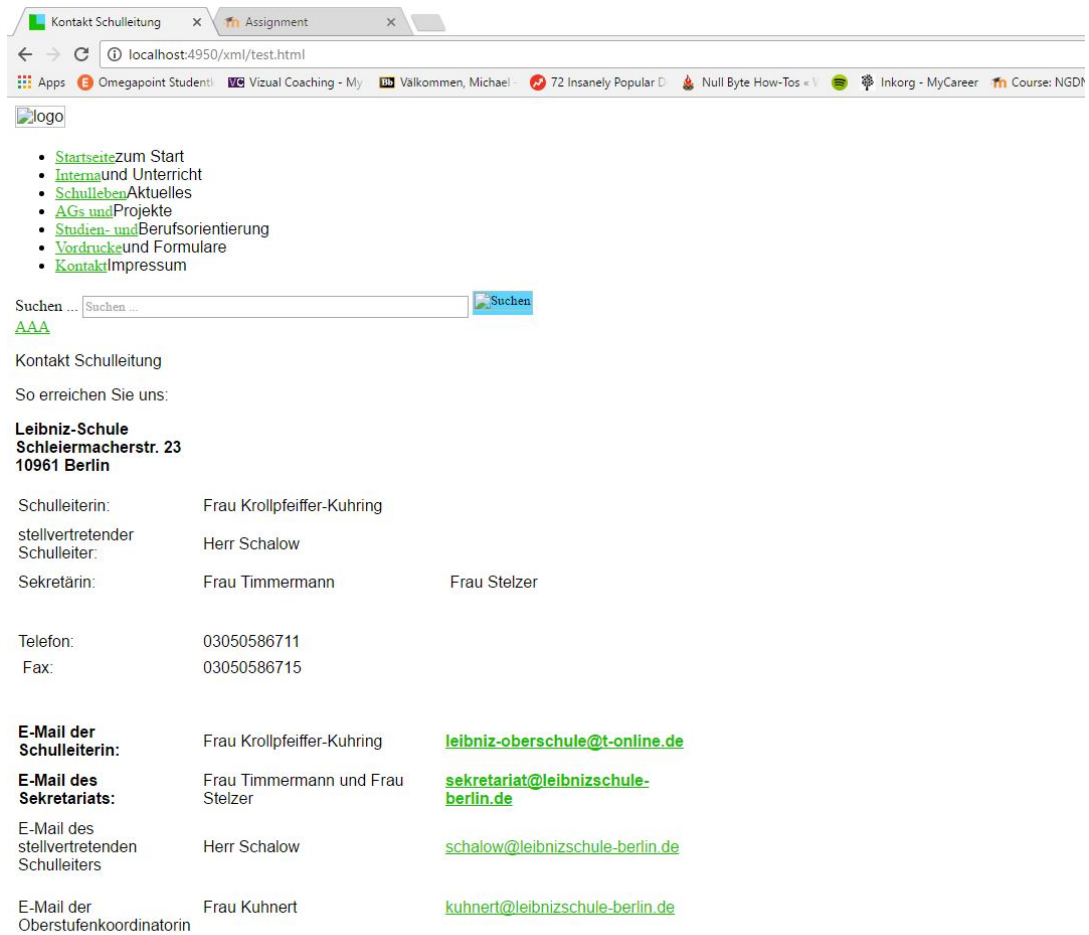 Kontakt Schulleitung
Assignment
localhost:4950/xml/test.html
Apps Omegapoint Studentl Vizual Coaching - My Välkommen, Michael - 72 Insanely Popular D Null Byte How-Tos « Inkorg - MyCareer Course: NGDN
logo
Startseitezum Start
Internaund Unterricht
SchullebenAktuelles
AGs undProjekte
Studien- undBerufsorientierung
Vordruckeund Formulare
KontaktImpressum
Suchen ... Suchen ... Suchen
AAA
Kontakt Schulleitung
So erreichen Sie uns:
Leibniz-Schule
Schleiermacherstr. 23
10961 Berlin
Schulleiterin: Frau Krollpfeiffer-Kuhring
stellvertretender
Schulleiter: Herr Schalow
Sekretärin: Frau Timmermann Frau Stelzer
Telefon: 03050586711
Fax: 03050586715
E-Mail der
Schulleiterin: Frau Krollpfeiffer-Kuhring leibniz-oberschule@t-online.de
E-Mail des Frau Timmermann und Frau sekretariat@leibnizschule-
Sekretariats: Stelzer berlin.de
E-Mail des
stellvertretenden Herr Schalow schalow@leibnizschule-berlin.de
Schulleiters
E-Mail der Frau Kuhnert kuhnert@leibnizschule-berlin.de
Oberstufenkoordinatorin